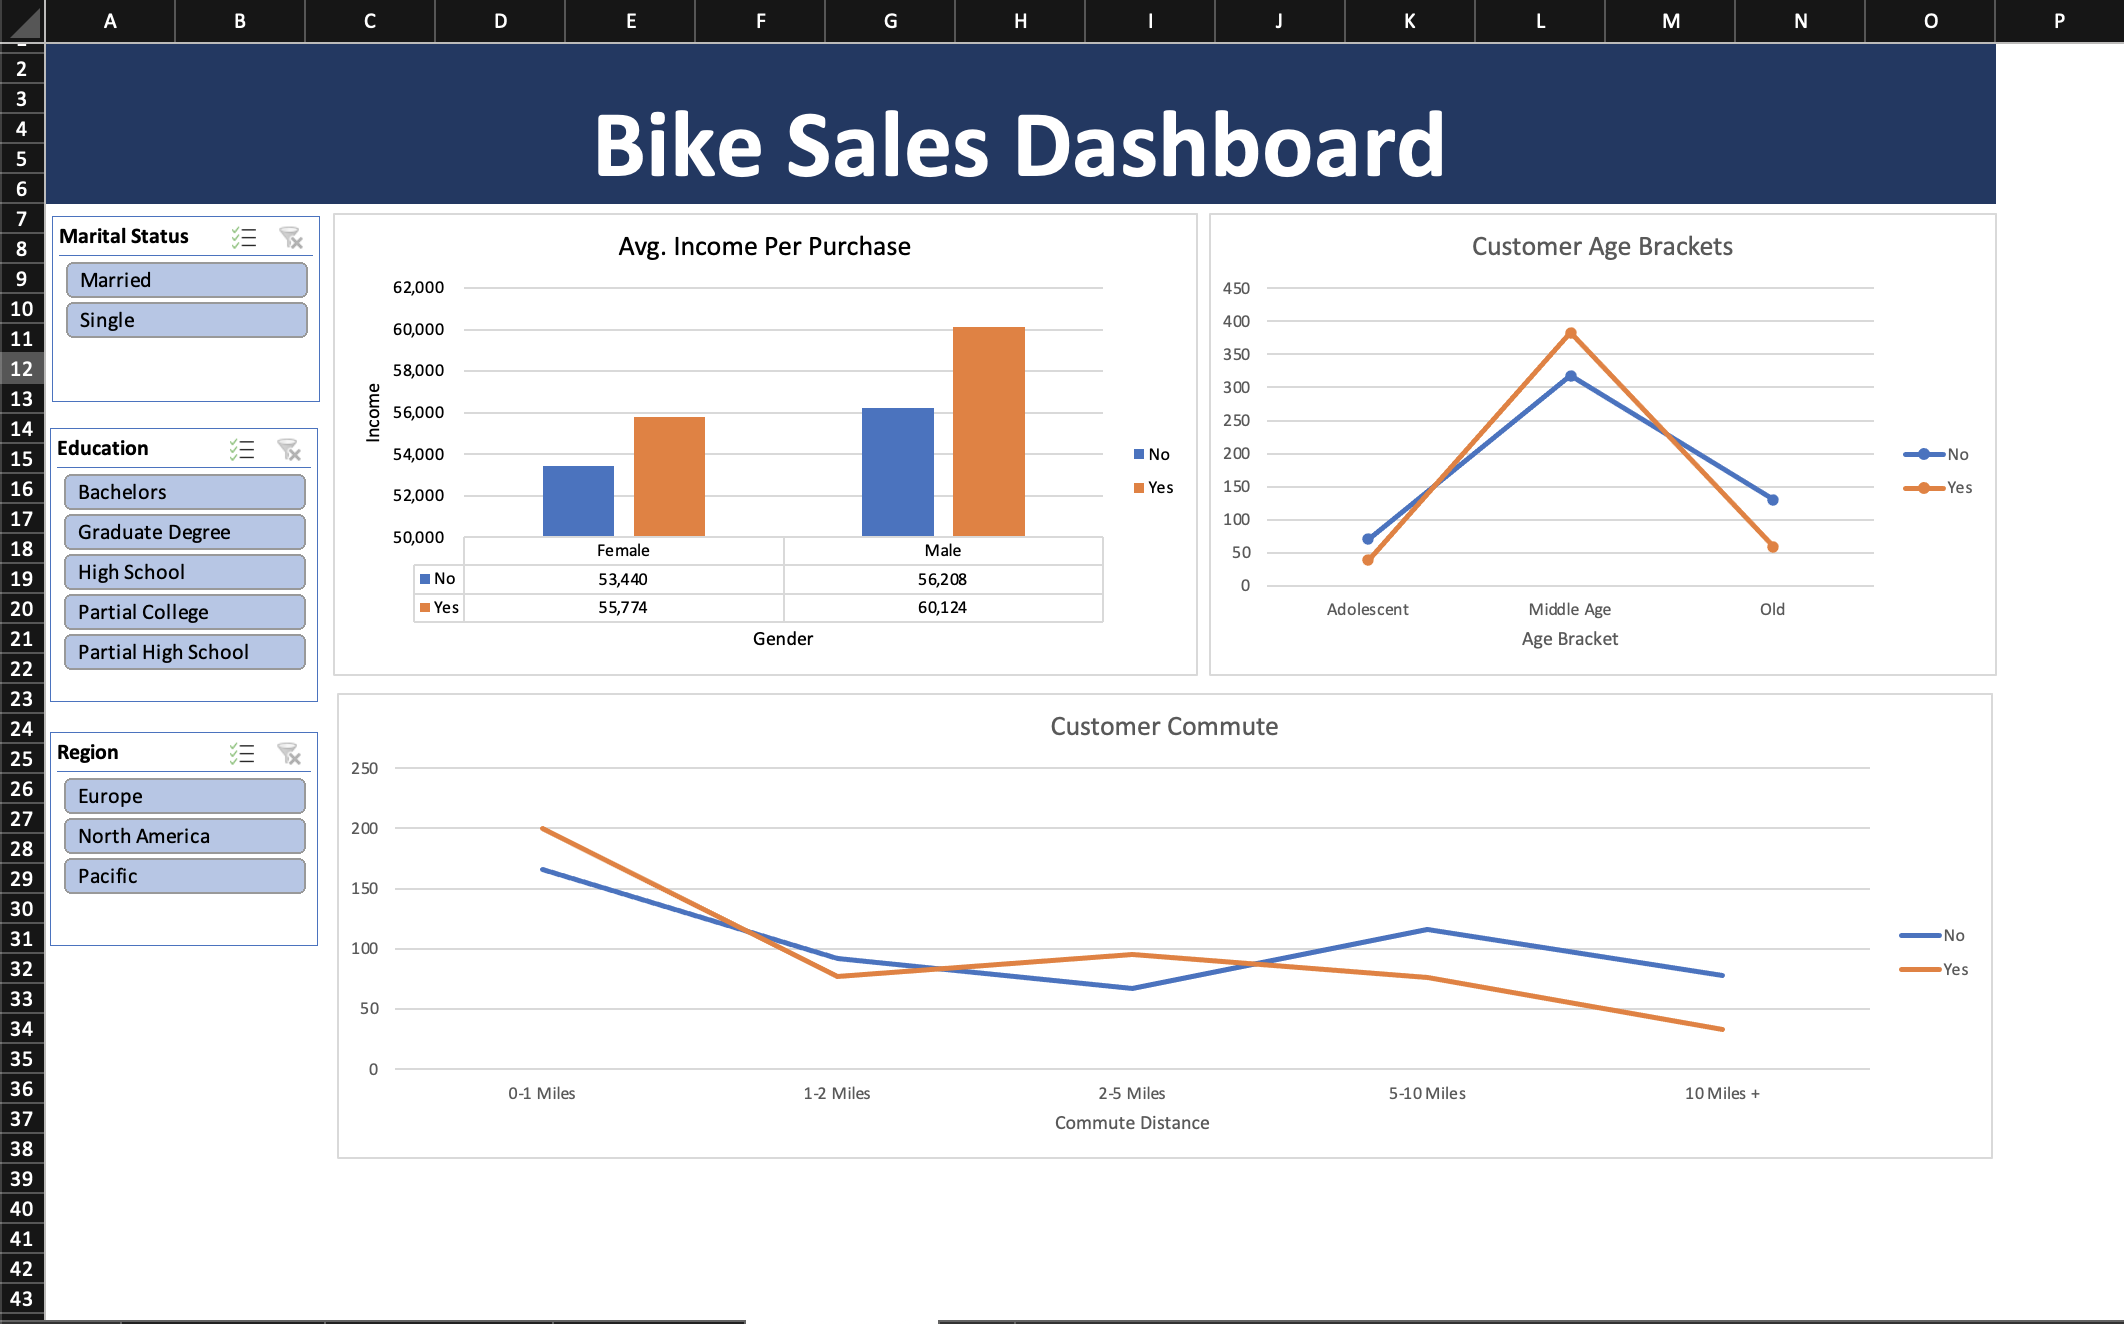 A B C D E F G H I J K L M N O P
2
3
4
5
6
7
8
9
10
11
12
13
14
15
16
17
18
19
20
21
22
23
24
25
26
27
28
29
30
31
32
33
34
35
36
37
38
39
40
41
42
43
Bike Sales Dashboard
Marital Status
Married
Single
Education
Bachelors
Graduate Degree
High School
Partial College
Partial High School
Region
Europe
North America
Pacific
Avg. Income Per Purchase
Income
62,000
60,000
58,000
56,000
54,000
52,000
50,000
Female Male
No 53,440 56,208
Yes 55,774 60,124
Gender
No
Yes
Customer Age Brackets
450
400
350
300
250
200
150
100
50
0
Adolescent Middle Age Old
Age Bracket
No
Yes
Customer Commute
250
200
150
100
50
0
0-1 Miles 1-2 Miles 2-5 Miles 5-10 Miles 10 Miles +
Commute Distance
No
Yes